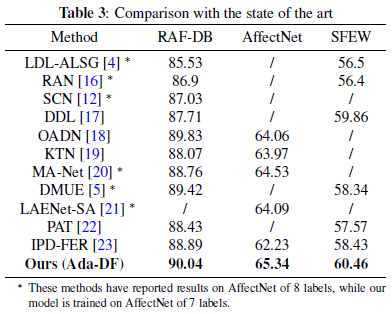 Table 3: Comparison with the state of the art
Method RAF-DB AffectNet SFEW
LDL-ALSG [4] * 85.53 / 56.5
RAN [16] * 86.9 / 56.4
SCN [12] * 87.03 / /
DDL [17] 87.71 / 59.86
OADN [18] 89.83 64.06 /
KTN [19] 88.07 63.97 /
MA-Net [20] * 88.76 64.53 /
DMUE [5] * 89.42 / 58.34
LAENet-SA [21] * / 64.09 /
PAT [22] 88.43 / 57.57
IPD-FER [23] 88.89 62.23 58.43
Ours (Ada-DF) 90.04 65.34 60.46
* These methods have reported results on AffectNet of 8 labels, while our
model is trained on AffectNet of 7 labels.